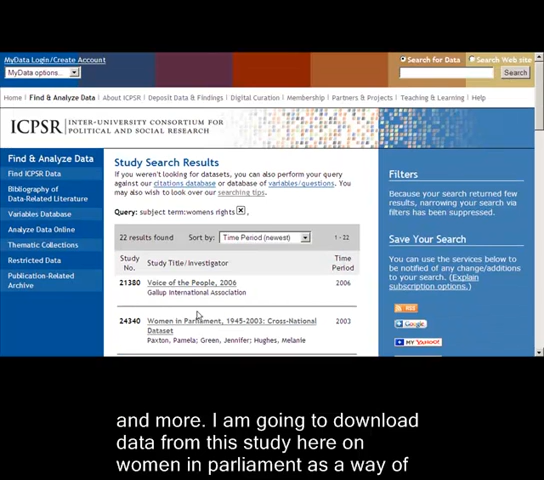 MyData Login/Create Account
Search for Data Search Web site
MyData options...
Search
Home | Find & Analyze Data | About ICPSR | Deposit Data & Findings | Digital Curation | Membership | Partners & Projects | Teaching & Learning | Help
ICPSR INTER-UNIVERSITY CONSORTIUM FOR
POLITICAL AND SOCIAL RESEARCH
Find & Analyze Data
Find ICPSR Data
Bibliography of
Data-Related Literature
Variables Database
Analyze Data Online
Thematic Collections
Restricted Data
Publication-Related
Archive
Study Search Results
If you weren't looking for datasets, you can also perform your query
against our citations database or database of variables/questions. You
may also wish to look over our searching tips.
Query: subject term:womens rights X,
22 results found Sort by: Time Period (newest) 1 - 22
Study
No. Study Title/Investigator Time
Period
21380 Voice of the People, 2006 2006
Gallup International Association
24340 Women in Parliament, 1945-2003: Cross-National
Dataset 2003
Paxton, Pamela; Green, Jennifer; Hughes, Melanie
Filters
Because your search returned few
results, narrowing your search via
filters has been suppressed.
Save Your Search
You can use the services below to
be notified of any change/additions
to this search. (Explain
subscription options.)
RSS
Google
MY YAHOO!
and more. I am going to download
data from this study here on
women in parliament as a way of